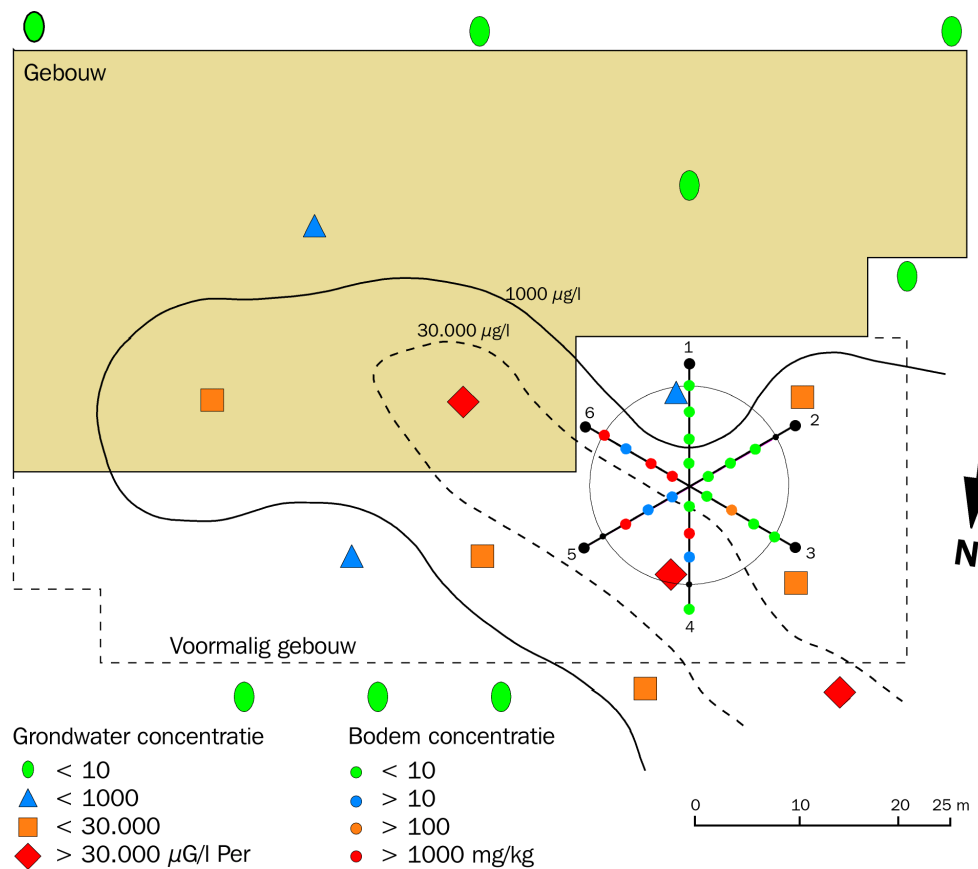 Gebouw
1000 µg/l
30.000 µg/l
1
2
6
5
3
4
N
Voormalig gebouw
Grondwater concentratie
< 10
< 1000
< 30.000
> 30.000 µG/l Per
Bodem concentratie
< 10
> 10
> 100
> 1000 mg/kg
0 10 20 25 m